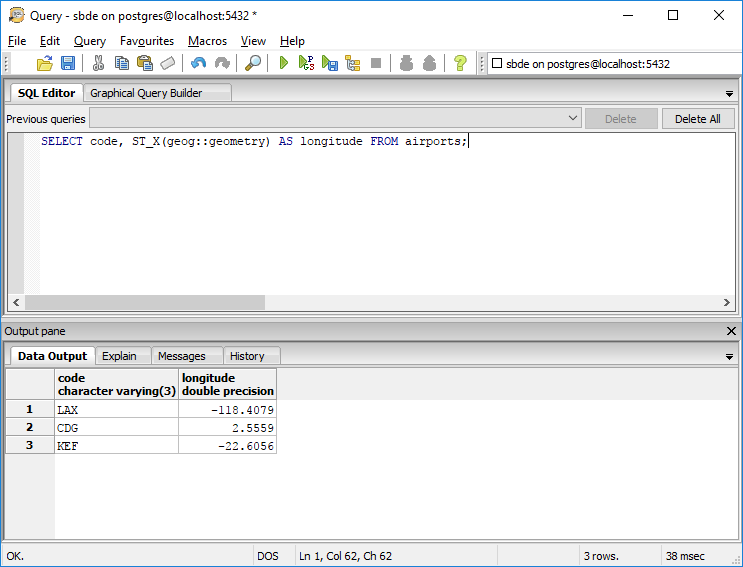 Query - sbde on postgres@localhost:5432 *
File Edit Query Favourites Macros View Help
sbde on postgres@localhost:5432
SQL Editor Graphical Query Builder
Previous queries Delete Delete All
SELECT code, ST_X(geog::geometry) AS longitude FROM airports;
Output pane
Data Output Explain Messages History
code longitude
character varying(3) double precision
1 LAX -118.4079
2 CDG 2.5559
3 KEF -22.6056
OK. DOS Ln 1, Col 62, Ch 62 3 rows. 38 msec